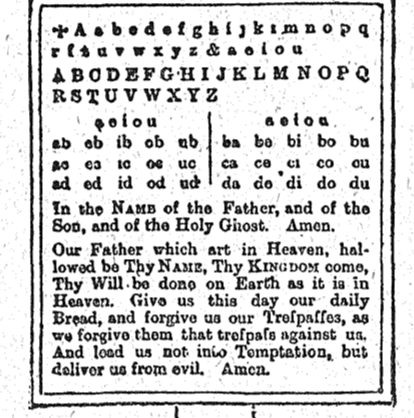 ✠ A a b c d e f g h i j k l m n o p q
r ſ s t u v w x y z & a e i o u
A B C D E F G H I J K L M N O P Q
R S T U V W X Y Z
a e i o u | a e i o u
ab eb ib ob ub | ba be bi bo bu
ac ec ic oc uc | ca ce ci co cu
ad ed id od ud | da de di do du
In the NAME of the Father, and of the
Son, and of the Holy Ghost. Amen.
Our Father which art in Heaven, hal-
lowed be Thy NAME, Thy KINGDOM come,
Thy Will be done on Earth as it is in
Heaven. Give us this day our daily
Bread, and forgive us our Treſpaſſes, as
we forgive them that treſpaſs against us.
And lead us not into Temptation, but
deliver us from evil. Amen.